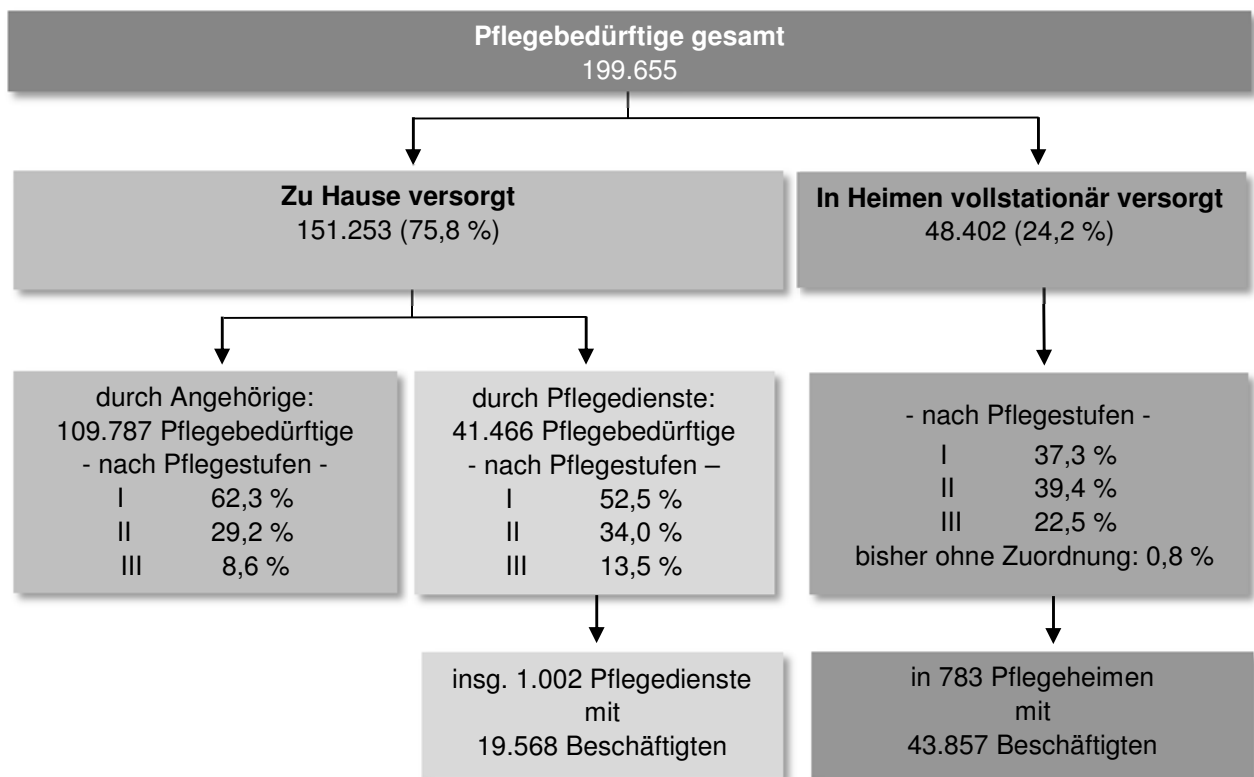 Pflegebedürftige gesamt
199.655
Zu Hause versorgt
151.253 (75,8 %)
In Heimen vollstationär versorgt
48.402 (24,2 %)
durch Angehörige:
109.787 Pflegebedürftige
- nach Pflegestufen -
I 62,3 %
II 29,2 %
III 8,6 %
durch Pflegedienste:
41.466 Pflegebedürftige
- nach Pflegestufen –
I 52,5 %
II 34,0 %
III 13,5 %
- nach Pflegestufen -
I 37,3 %
II 39,4 %
III 22,5 %
bisher ohne Zuordnung: 0,8 %
insg. 1.002 Pflegedienste
mit
19.568 Beschäftigten
in 783 Pflegeheimen
mit
43.857 Beschäftigten